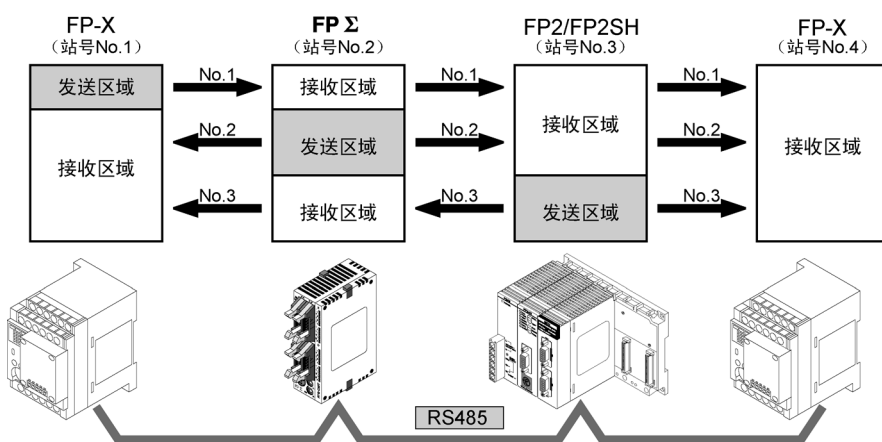 FP-X
（站号No.1）
FP Σ
（站号No.2）
FP2/FP2SH
（站号No.3）
FP-X
（站号No.4）
发送区域
No.1
接收区域
No.1
No.1
接收区域
No.2
发送区域
No.2
接收区域
No.2
接收区域
No.3
接收区域
No.3
发送区域
No.3
RS485